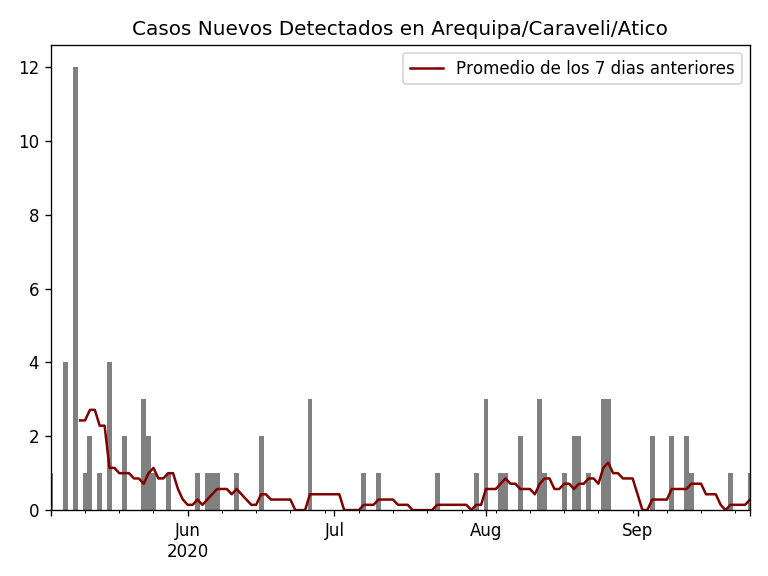 Casos Nuevos Detectados en Arequipa/Caraveli/Atico
Promedio de los 7 dias anteriores
12
10
8
6
4
2
0
Jun
2020
Jul
Aug
Sep